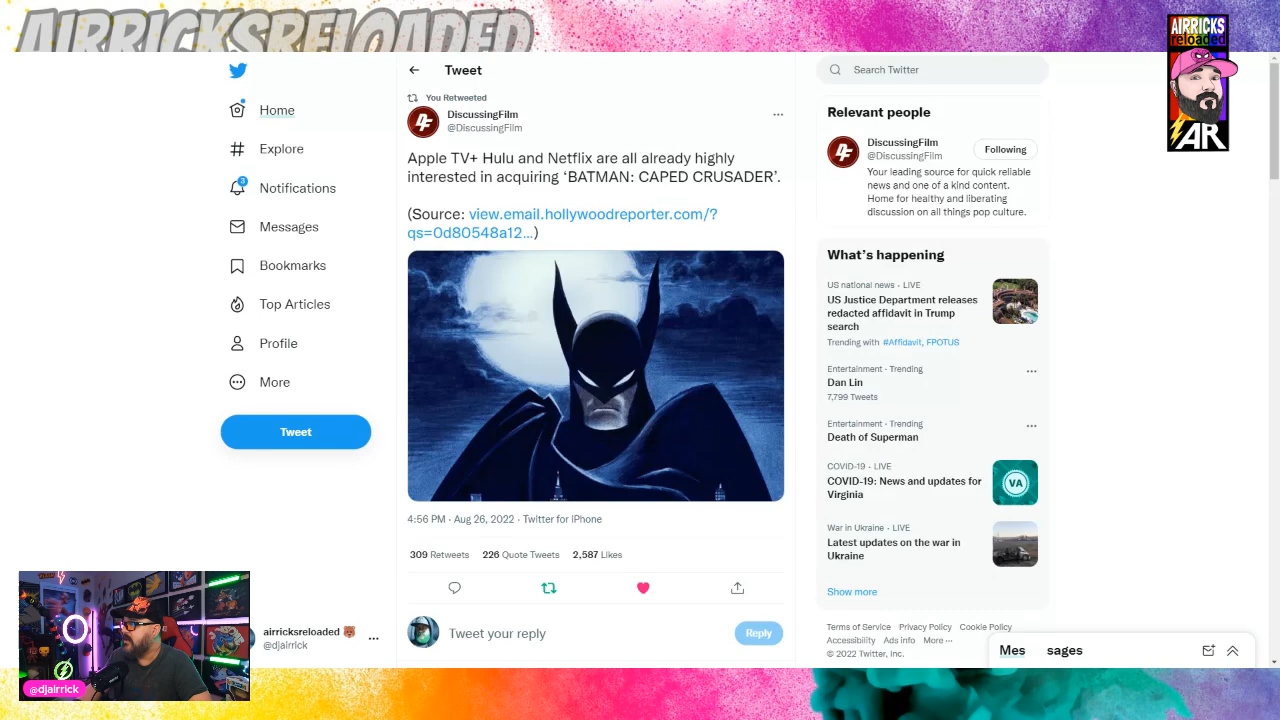 AIRRICKSRELOADED
AIRRICKS
reloaded
AR
Home
Explore
3
Notifications
Messages
Bookmarks
Top Articles
Profile
More
Tweet
airricksreloaded
@djairrick
@djairrick
Tweet
You Retweeted
DiscussingFilm
@DiscussingFilm
Apple TV+ Hulu and Netflix are all already highly
interested in acquiring ‘BATMAN: CAPED CRUSADER’.
(Source: view.email.hollywoodreporter.com/?
qs=0d80548a12…)
4:56 PM · Aug 26, 2022 · Twitter for iPhone
309 Retweets 226 Quote Tweets 2,587 Likes
Tweet your reply
Reply
Search Twitter
Relevant people
DiscussingFilm
@DiscussingFilm
Following
Your leading source for quick reliable
news and one of a kind content.
Home for healthy and liberating
discussion on all things pop culture.
What’s happening
US national news · LIVE
US Justice Department releases
redacted affidavit in Trump
search
Trending with #Affidavit, FPOTUS
Entertainment · Trending
Dan Lin
7,799 Tweets
Entertainment · Trending
Death of Superman
COVID-19 · LIVE
COVID-19: News and updates for
Virginia
VA
War in Ukraine · LIVE
Latest updates on the war in
Ukraine
Show more
Terms of Service Privacy Policy Cookie Policy
Accessibility Ads info More ···
© 2022 Twitter, Inc.
Mes sages